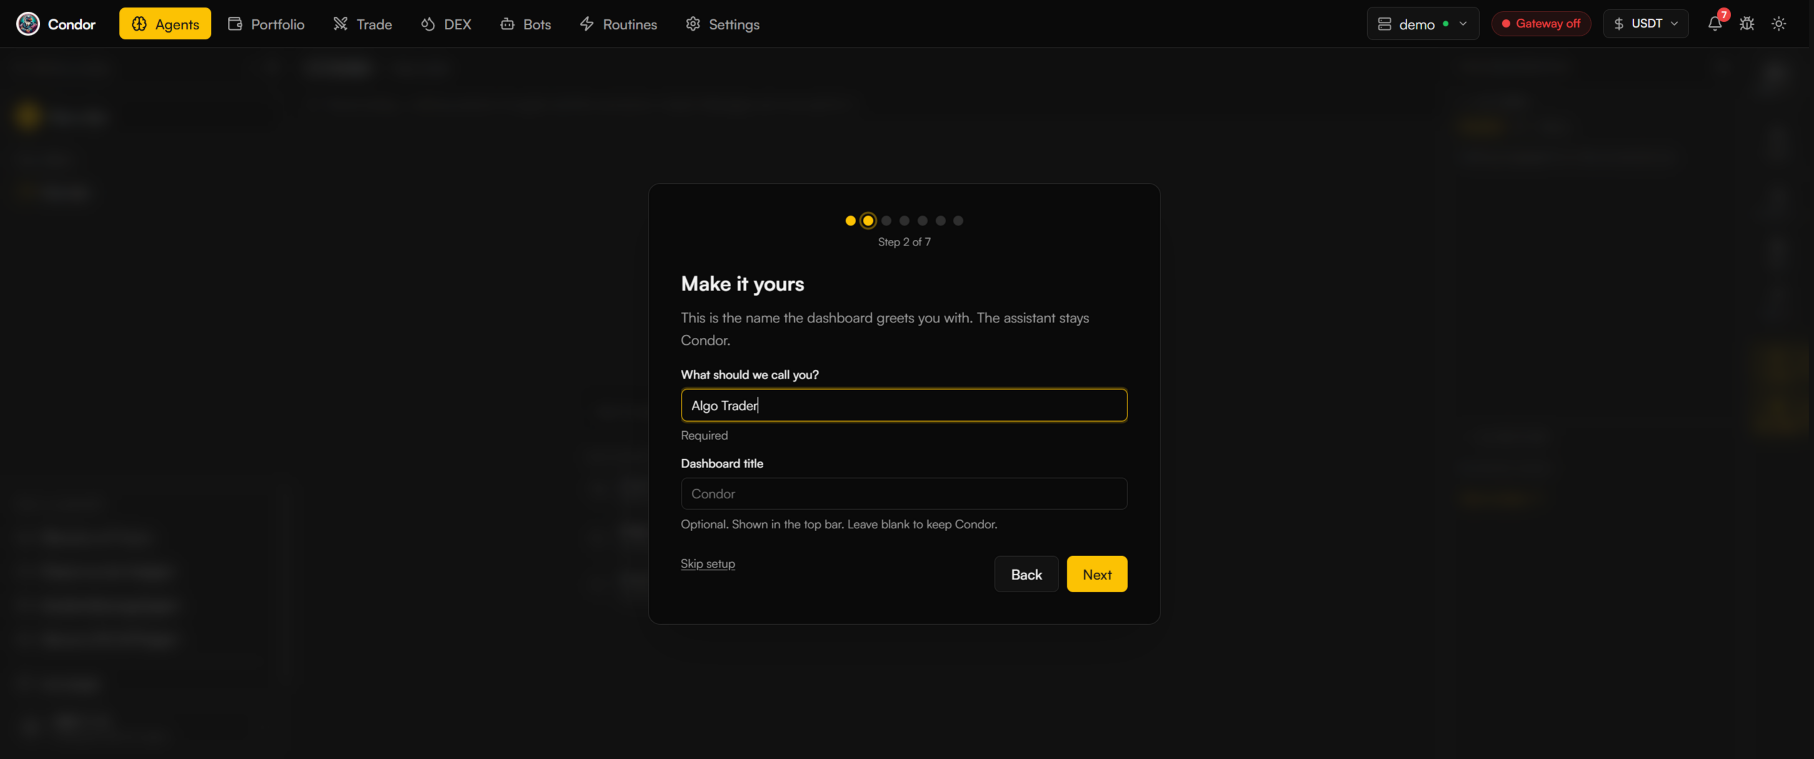 Condor
Agents
Portfolio
Trade
DEX
Bots
Routines
Settings
demo
Gateway off
$ USDT
7
Step 2 of 7
Make it yours
This is the name the dashboard greets you with. The assistant stays
Condor.
What should we call you?
Algo Trader
Required
Dashboard title
Condor
Optional. Shown in the top bar. Leave blank to keep Condor.
Skip setup
Back
Next